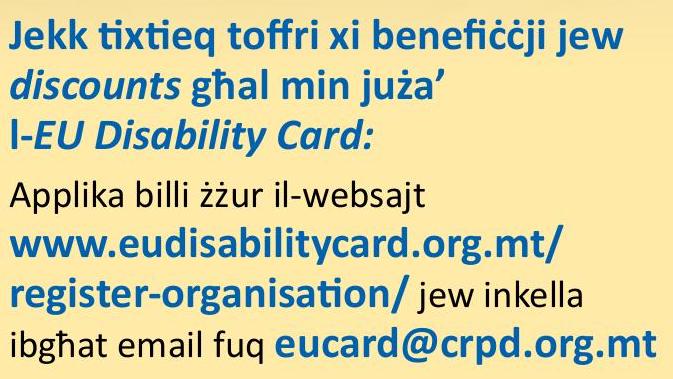 Jekk tixtieq toffri xi benefiċċji jew
discounts għal min juża’
l-EU Disability Card:
Applika billi żżur il-websajt
www.eudisabilitycard.org.mt/
register-organisation/ jew inkella
ibgħat email fuq eucard@crpd.org.mt